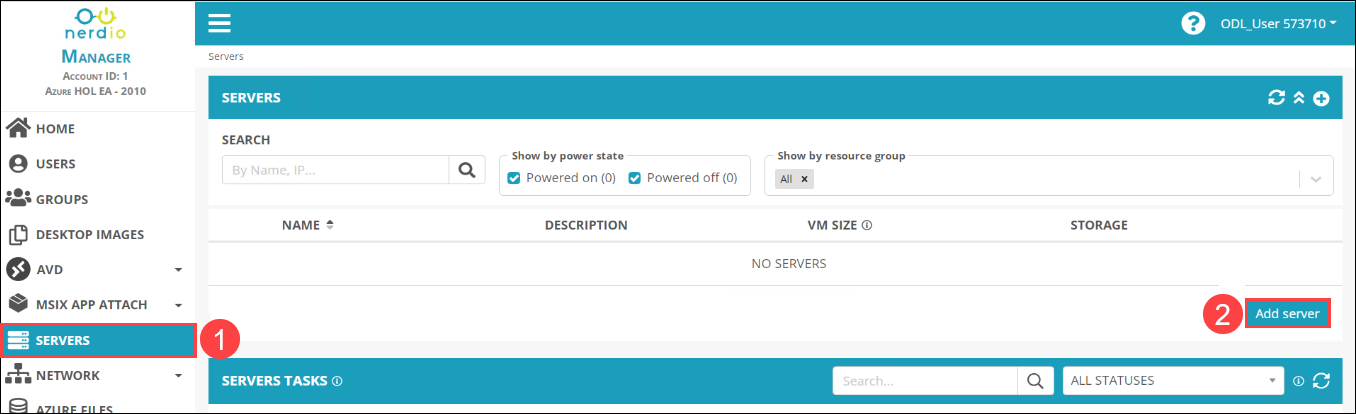 nerdio
MANAGER
ACCOUNT ID: 1
AZURE HOL EA - 2010
HOME
USERS
GROUPS
DESKTOP IMAGES
AVD
MSIX APP ATTACH
SERVERS
1
NETWORK
AZURE FILES
? ODL_User 573710
Servers
SERVERS
SEARCH
By Name, IP...
Show by power state
Powered on (0) Powered off (0)
Show by resource group
All x
NAME DESCRIPTION VM SIZE STORAGE
NO SERVERS
2 Add server
SERVERS TASKS Search... ALL STATUSES